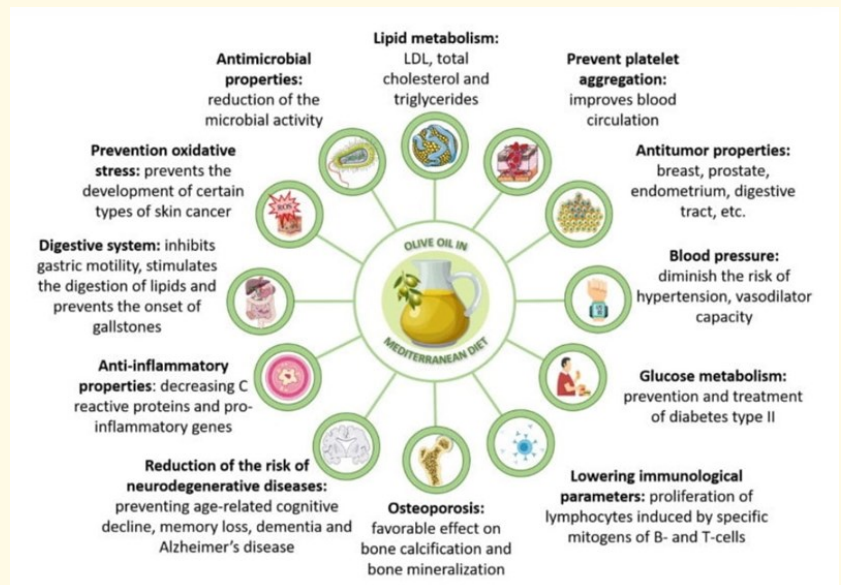 Lipid metabolism:
LDL, total
cholesterol and
triglycerides
Prevent platelet
aggregation:
improves blood
circulation
Antitumor properties:
breast, prostate,
endometrium, digestive
tract, etc.
Blood pressure:
diminish the risk of
hypertension, vasodilator
capacity
Glucose metabolism:
prevention and treatment
of diabetes type II
Lowering immunological
parameters: proliferation of
lymphocytes induced by specific
mitogens of B- and T-cells
Osteoporosis:
favorable effect on
bone calcification and
bone mineralization
Reduction of the risk of
neurodegenerative diseases:
preventing age-related cognitive
decline, memory loss, dementia and
Alzheimer's disease
Anti-inflammatory
properties: decreasing C
reactive proteins and pro-
inflammatory genes
Digestive system: inhibits
gastric motility, stimulates
the digestion of lipids and
prevents the onset of
gallstones
Prevention oxidative
stress: prevents the
development of certain
types of skin cancer
Antimicrobial
properties:
reduction of the
microbial activity
ROS
OLIVE OIL IN
MEDITERRANEAN DIET